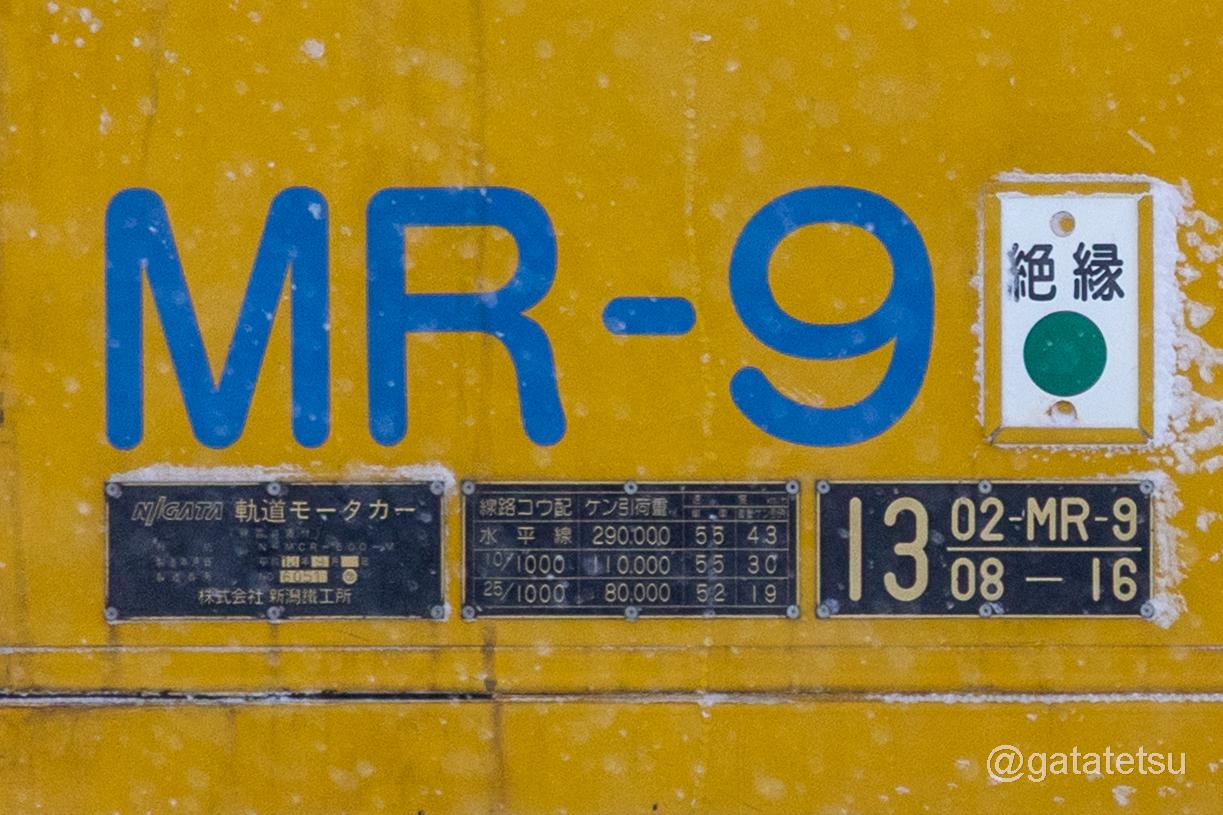 MR-9
絶縁
NIIGATA 軌道モータカー
6051
株式会社 新潟鐵工所
線路コウ配 ケン引荷重
水平線 290,000 55 43
10/1000 110,000 55 30
25/1000 80,000 52 19
13 02-MR-9
08-16
@gatatetsu